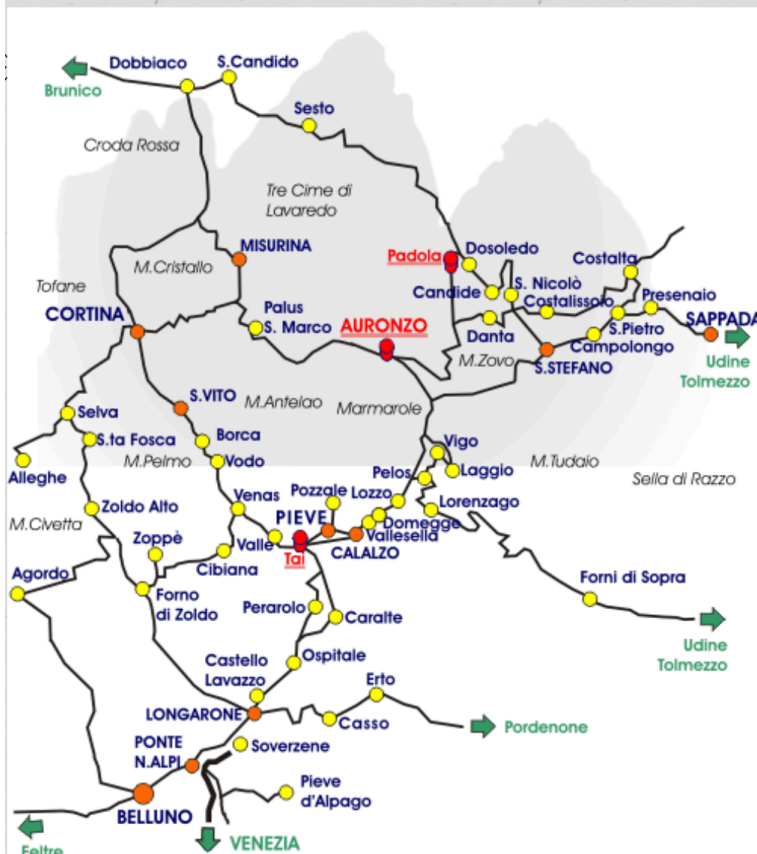 Dobbiaco
S.Candido
Brunico
Sesto
Croda Rossa
Tre Cime di
Lavaredo
MISURINA
Padola
Dosoledo
Costalta
M.Cristallo
Tofane
Candide
S. Nicolò
Costalissoio
Presenaio
CORTINA
Palus
S. Marco
AURONZO
Danta
S.Pietro
SAPPADA
M.Zovo
Campolongo
S.STEFANO
Udine
Tolmezzo
S.VITO
M.Antelao
Marmarole
Selva
S.ta Fosca
Borca
Vigo
M.Pelmo
Vodo
M.Tudaio
Alleghe
Pelos
Laggio
Sella di Razzo
Zoldo Alto
Venas
Pozzale
Lozzo
Lorenzago
M.Civetta
PIEVE
Domegge
Zoppè
Valle
Vallesella
Tai
CALALZO
Cibiana
Agordo
Forni di Sopra
Forno
di Zoldo
Perarolo
Caralte
Udine
Tolmezzo
Castello
Lavazzo
Ospitale
Erto
LONGARONE
Casso
Pordenone
PONTE
N.ALPI
Soverzene
Pieve
d'Alpago
BELLUNO
VENEZIA
Feltre